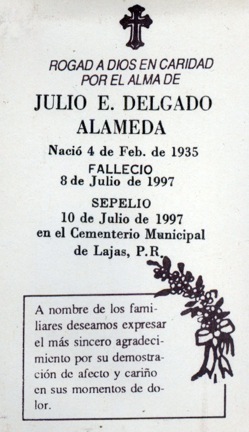 ROGAD A DIOS EN CARIDAD
POR EL ALMA DE
JULIO E. DELGADO
ALAMEDA
Nació 4 de Feb. de 1935
FALLECIO
8 de Julio de 1997
SEPELIO
10 de Julio de 1997
en el Cementerio Municipal
de Lajas, P.R.
A nombre de los fami-
liares deseamos expresar
el más sincero agradeci-
miento por su demostra-
ción de afecto y cariño
en sus momentos de do-
lor.